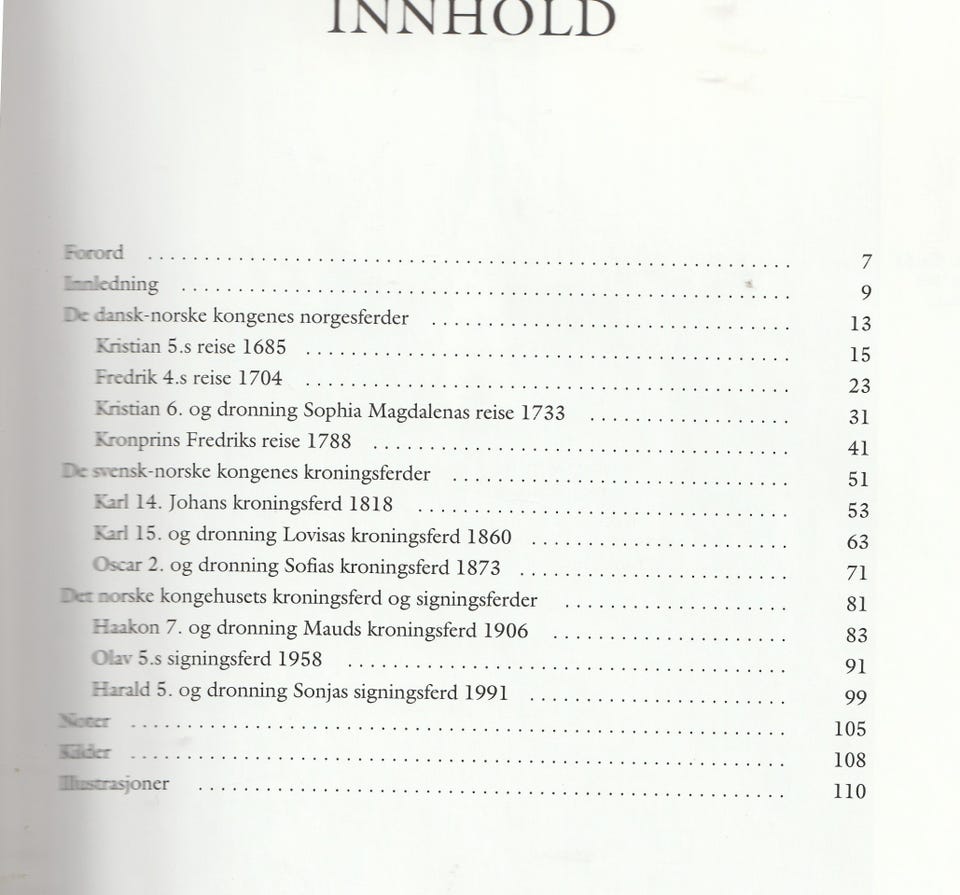 INNHOLD
Forord . . . . . . . . . . . . . . . . . . . . . . . . . . . . . . . . . . . . . . . . 7
Innledning . . . . . . . . . . . . . . . . . . . . . . . . . . . . . . . . . . . . . . 9
De dansk-norske kongenes norgesferder . . . . . . . . . . . . . . . . . . . . . . 13
Kristian 5.s reise 1685 . . . . . . . . . . . . . . . . . . . . . . . . . . . . . . 15
Fredrik 4.s reise 1704 . . . . . . . . . . . . . . . . . . . . . . . . . . . . . . 23
Kristian 6. og dronning Sophia Magdalenas reise 1733 . . . . . . . . . . . . 31
Kronprins Fredriks reise 1788 . . . . . . . . . . . . . . . . . . . . . . . . . . 41
De svensk-norske kongenes kroningsferder . . . . . . . . . . . . . . . . . . . . 51
Karl 14. Johans kroningsferd 1818 . . . . . . . . . . . . . . . . . . . . . . . 53
Karl 15. og dronning Lovisas kroningsferd 1860 . . . . . . . . . . . . . . . . 63
Oscar 2. og dronning Sofias kroningsferd 1873 . . . . . . . . . . . . . . . . . 71
Det norske kongehusets kroningsferd og signingsferder . . . . . . . . . . . . . 81
Haakon 7. og dronning Mauds kroningsferd 1906 . . . . . . . . . . . . . . . 83
Olav 5.s signingsferd 1958 . . . . . . . . . . . . . . . . . . . . . . . . . . . . 91
Harald 5. og dronning Sonjas signingsferd 1991 . . . . . . . . . . . . . . . . 99
Noter . . . . . . . . . . . . . . . . . . . . . . . . . . . . . . . . . . . . . . . . . 105
Kilder . . . . . . . . . . . . . . . . . . . . . . . . . . . . . . . . . . . . . . . . . 108
Illustrasjoner . . . . . . . . . . . . . . . . . . . . . . . . . . . . . . . . . . . . . 110